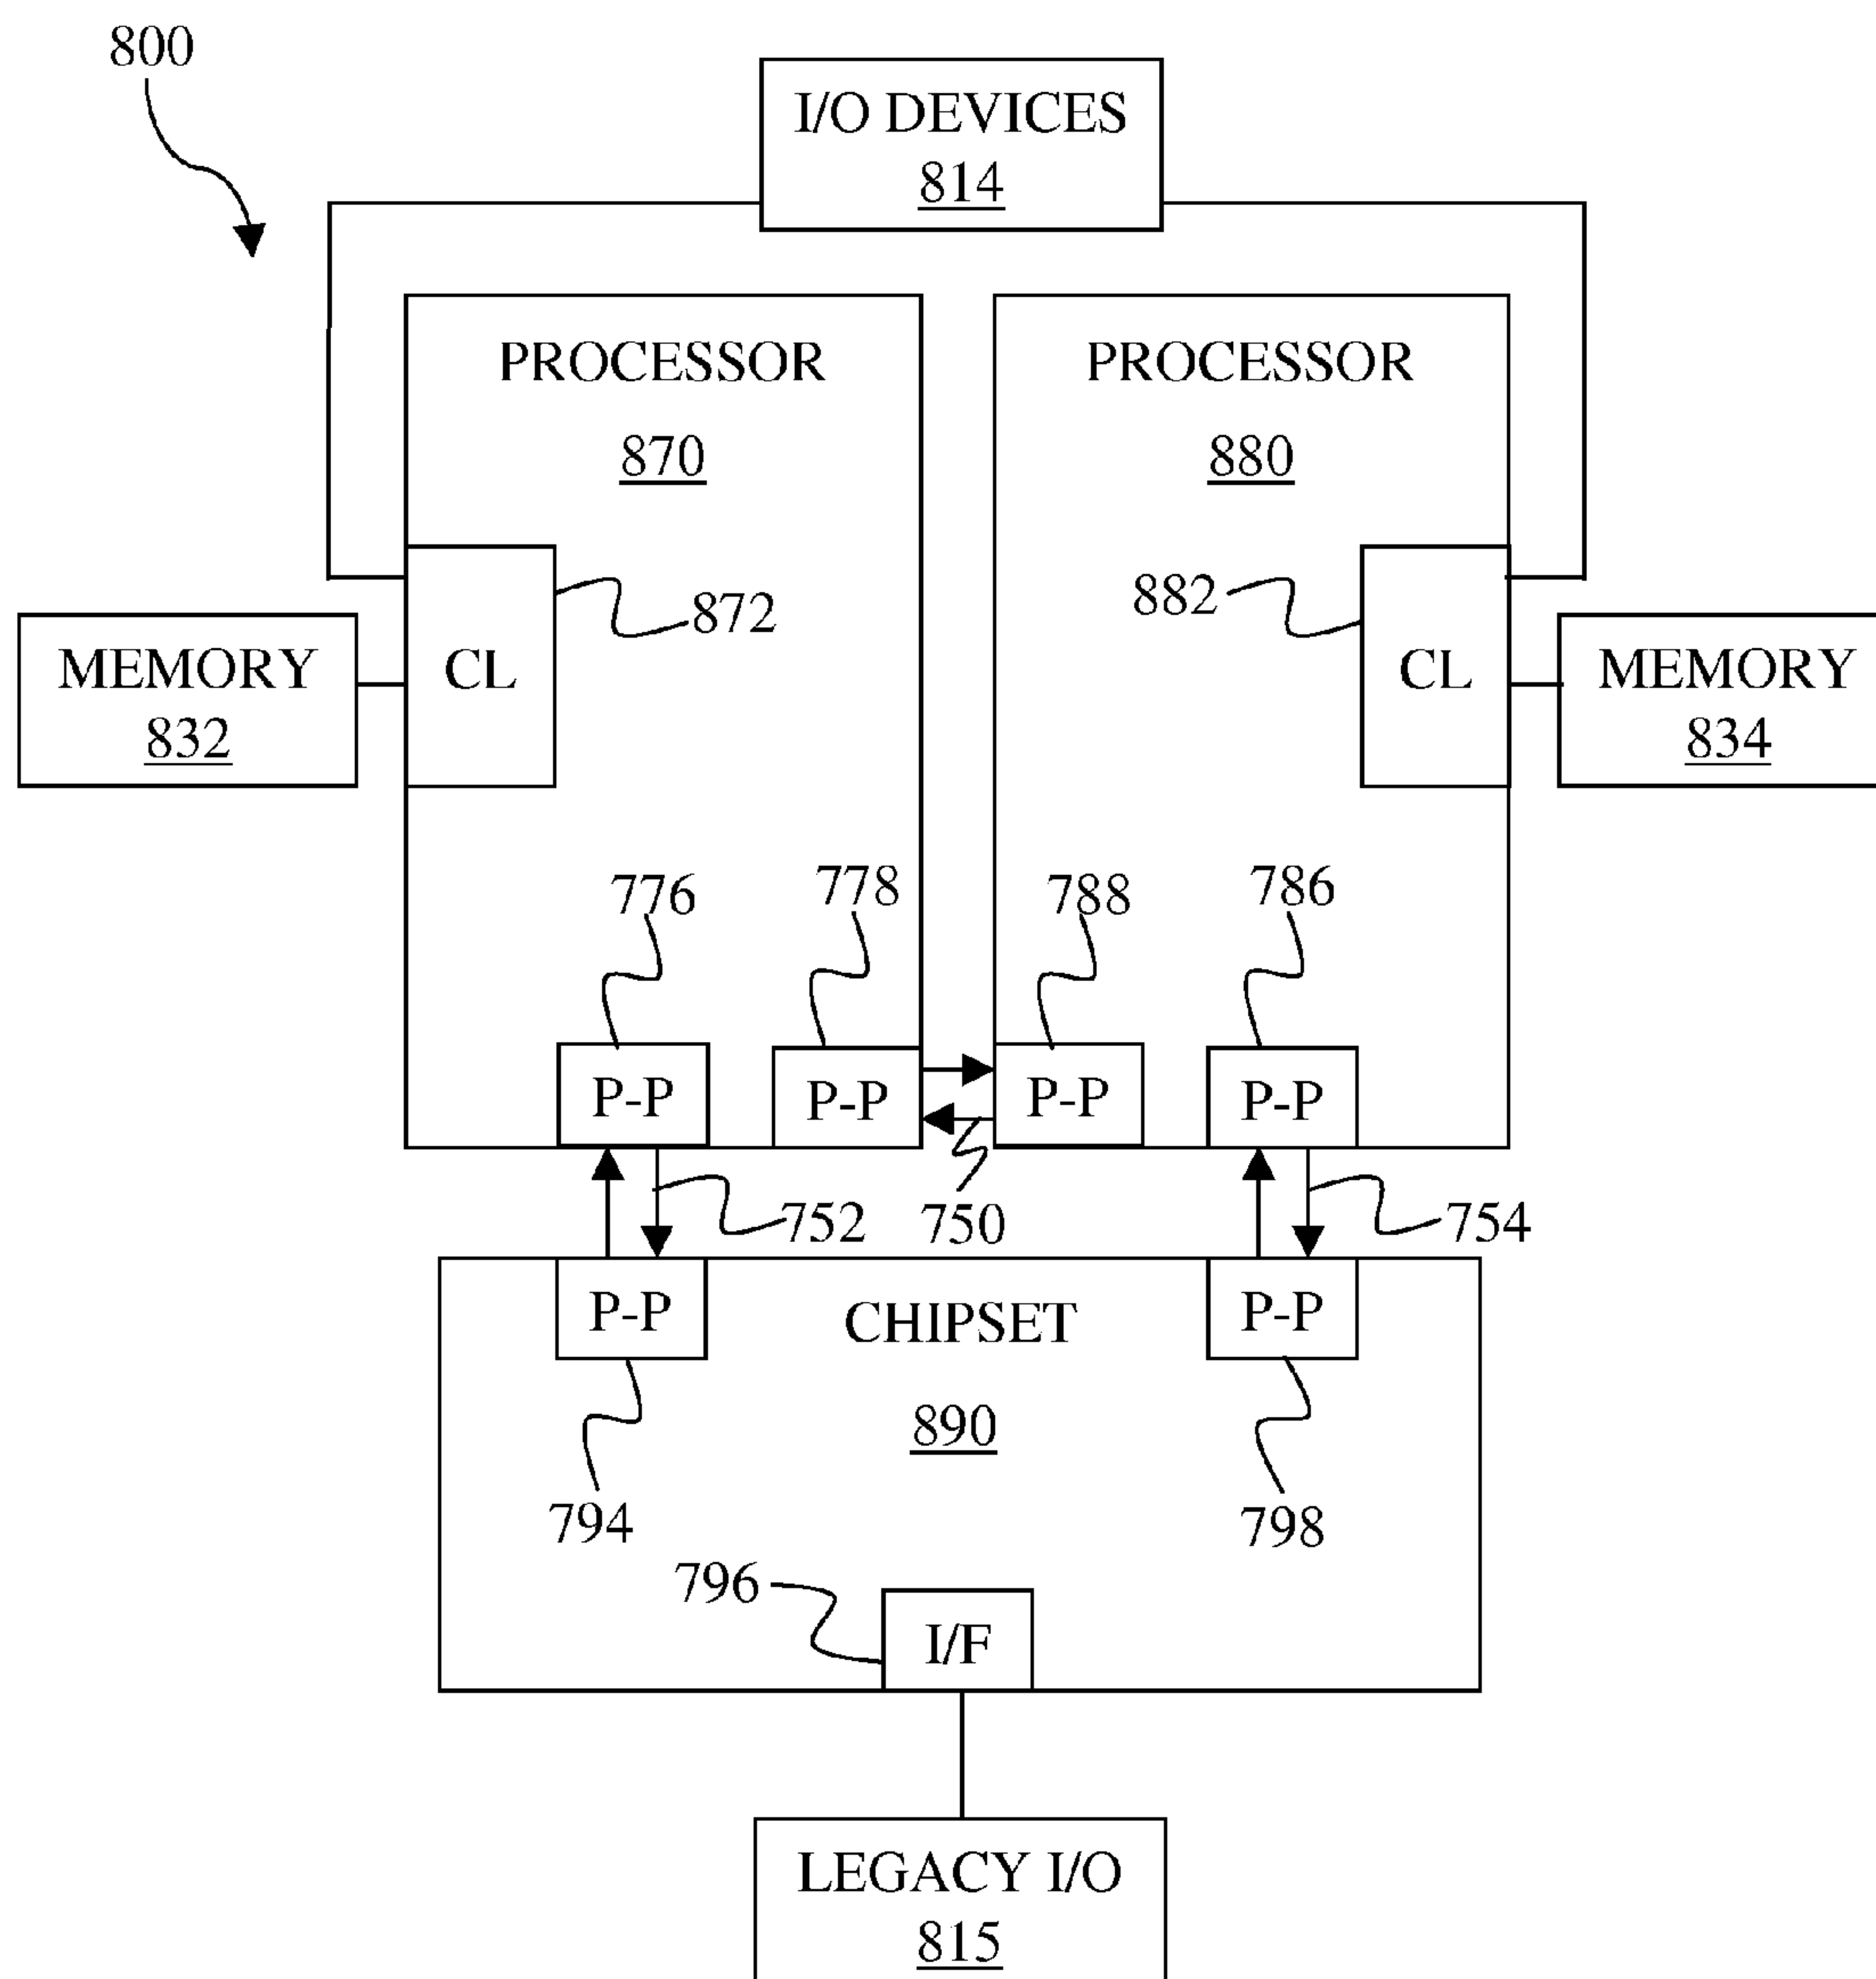 800
I/O DEVICES
814
PROCESSOR
870
PROCESSOR
880
872
882
MEMORY
832
CL
CL
MEMORY
834
776
778
788
786
P-P
P-P
P-P
P-P
752
750
754
P-P
CHIPSET
P-P
890
794
798
796
I/F
LEGACY I/O
815